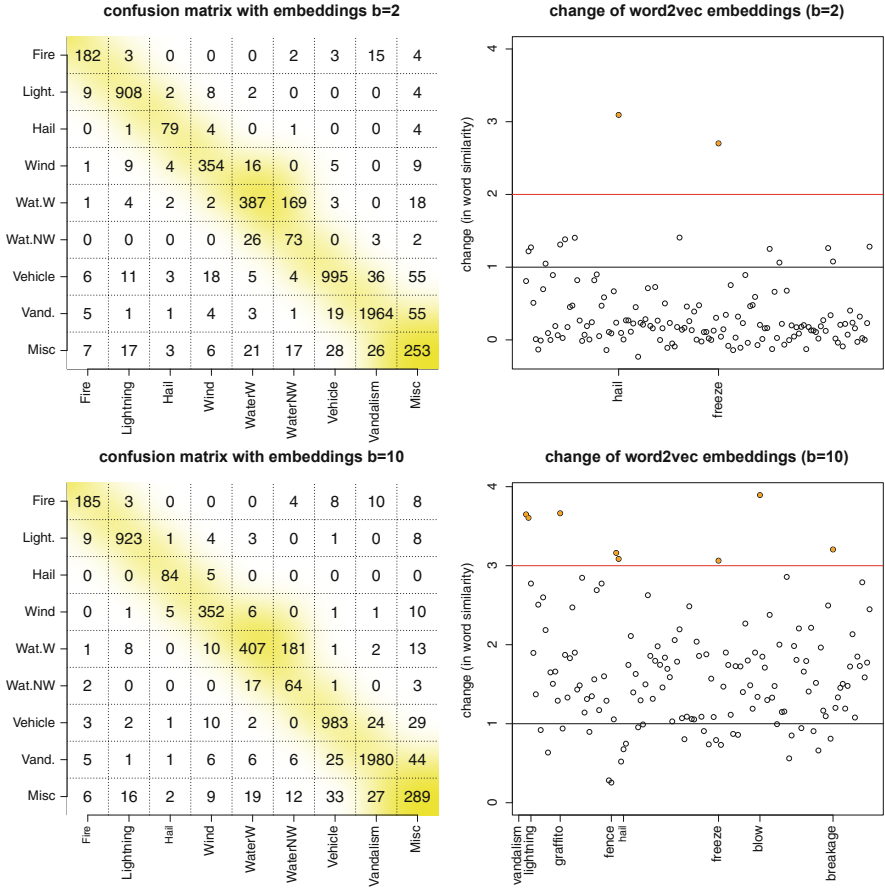 confusion matrix with embeddings b=2
Fire 182 3 0 0 0 2 3 15 4
Light. 9 908 2 8 2 0 0 0 4
Hail 0 1 79 4 0 1 0 0 4
Wind 1 9 4 354 16 0 5 0 9
Wat.W 1 4 2 2 387 169 3 0 18
Wat.NW 0 0 0 0 26 73 0 3 2
Vehicle 6 11 3 18 5 4 995 36 55
Vand. 5 1 1 4 3 1 19 1964 55
Misc 7 17 3 6 21 17 28 26 253
Fire Lightning Hail Wind WaterW WaterNW Vehicle Vandalism Misc
change of word2vec embeddings (b=2)
change (in word similarity)
4
3
2
1
0
hail freeze
confusion matrix with embeddings b=10
Fire 185 3 0 0 0 4 8 10 8
Light. 9 923 1 4 3 0 1 0 8
Hail 0 0 84 5 0 0 0 0 0
Wind 0 1 5 352 6 0 1 1 10
Wat.W 1 8 0 10 407 181 1 2 13
Wat.NW 2 0 0 0 17 64 1 0 3
Vehicle 3 2 1 10 2 0 983 24 29
Vand. 5 1 1 6 6 6 25 1980 44
Misc 6 16 2 9 19 12 33 27 289
Fire Lightning Hail Wind WaterW WaterNW Vehicle Vandalism Misc
change of word2vec embeddings (b=10)
change (in word similarity)
4
3
2
1
0
vandalism lightning graffito fence hail freeze blow breakage